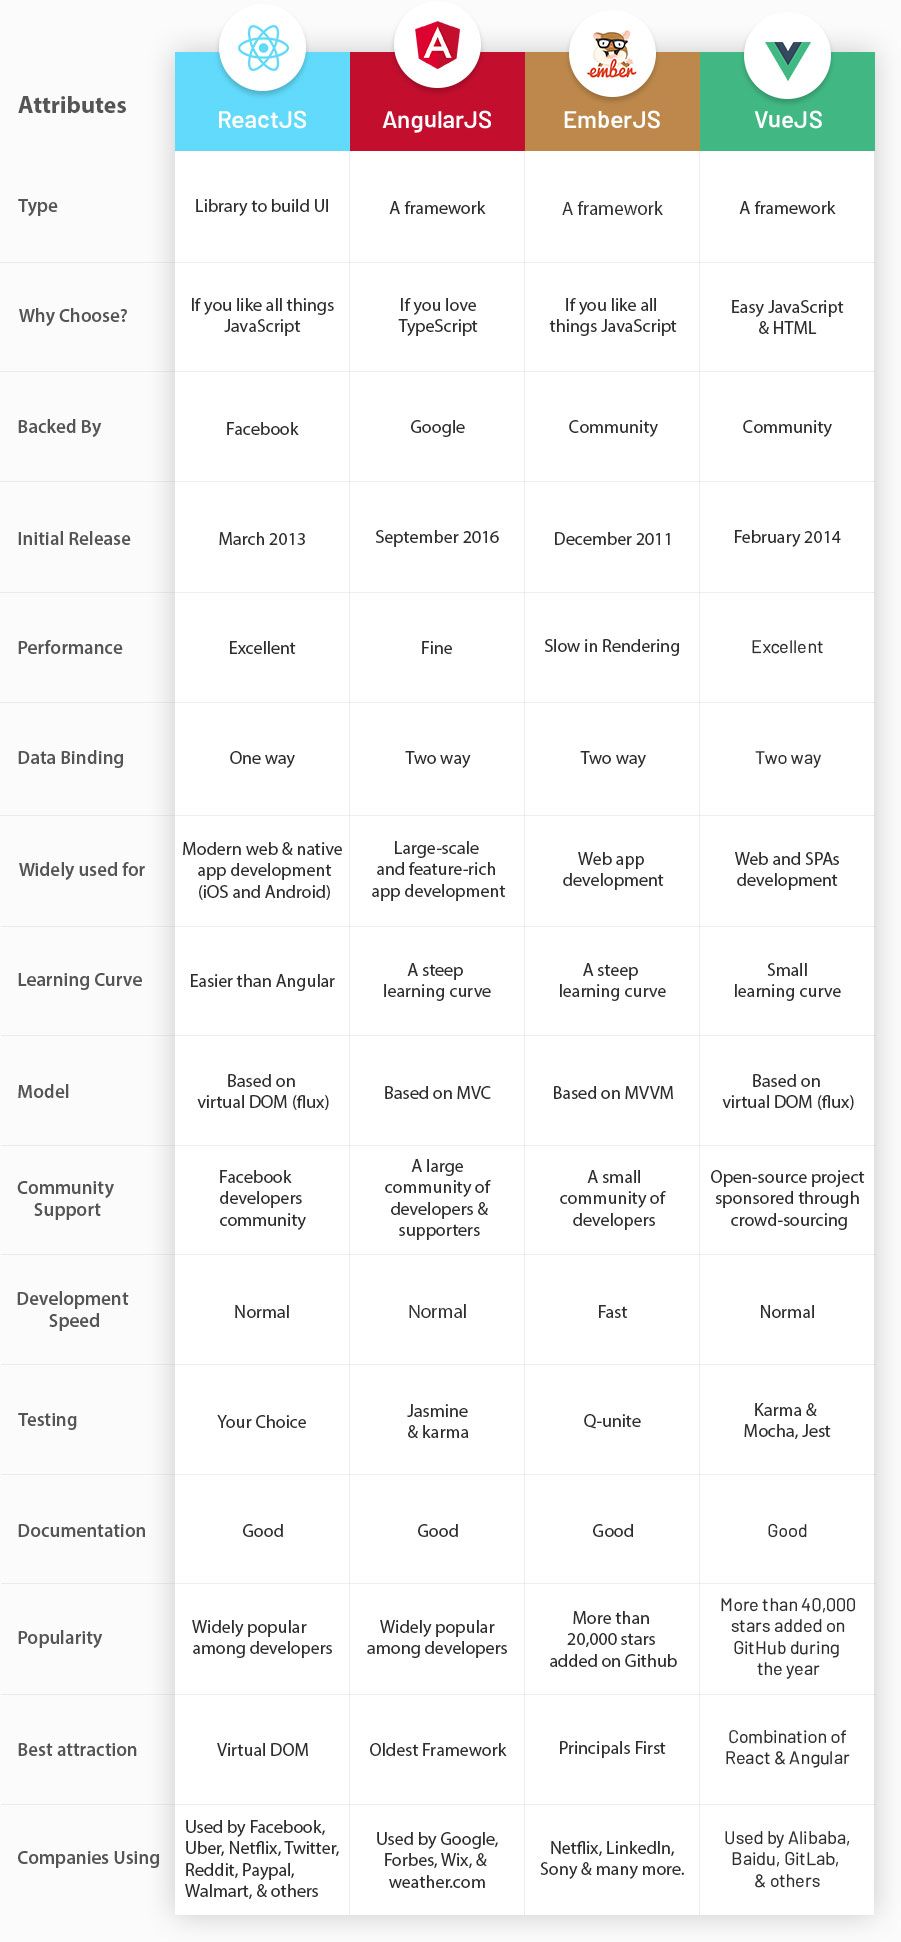 ember
Attributes
ReactJS
AngularJS
EmberJS
VueJS
Type
Library to build UI
A framework
A framework
A framework
Why Choose?
If you like all things
JavaScript
If you love
TypeScript
If you like all
things JavaScript
Easy JavaScript
& HTML
Backed By
Facebook
Google
Community
Community
Initial Release
March 2013
September 2016
December 2011
February 2014
Performance
Excellent
Fine
Slow in Rendering
Excellent
Data Binding
One way
Two way
Two way
Two way
Widely used for
Modern web & native
app development
(iOS and Android)
Large-scale
and feature-rich
app development
Web app
development
Web and SPAs
development
Learning Curve
Easier than Angular
A steep
learning curve
A steep
learning curve
Small
learning curve
Model
Based on
virtual DOM (flux)
Based on MVC
Based on MVVM
Based on
virtual DOM (flux)
Community
Support
Facebook
developers
community
A large
community of
developers &
supporters
A small
community of
developers
Open-source project
sponsored through
crowd-sourcing
Development
Speed
Normal
Normal
Fast
Normal
Testing
Your Choice
Jasmine
& karma
Q-unite
Karma &
Mocha, Jest
Documentation
Good
Good
Good
Good
Popularity
Widely popular
among developers
Widely popular
among developers
More than
20,000 stars
added on Github
More than 40,000
stars added on
GitHub during
the year
Best attraction
Virtual DOM
Oldest Framework
Principals First
Combination of
React & Angular
Companies Using
Used by Facebook,
Uber, Netflix, Twitter,
Reddit, Paypal,
Walmart, & others
Used by Google,
Forbes, Wix, &
weather.com
Netflix, LinkedIn,
Sony & many more.
Used by Alibaba,
Baidu, GitLab,
& others